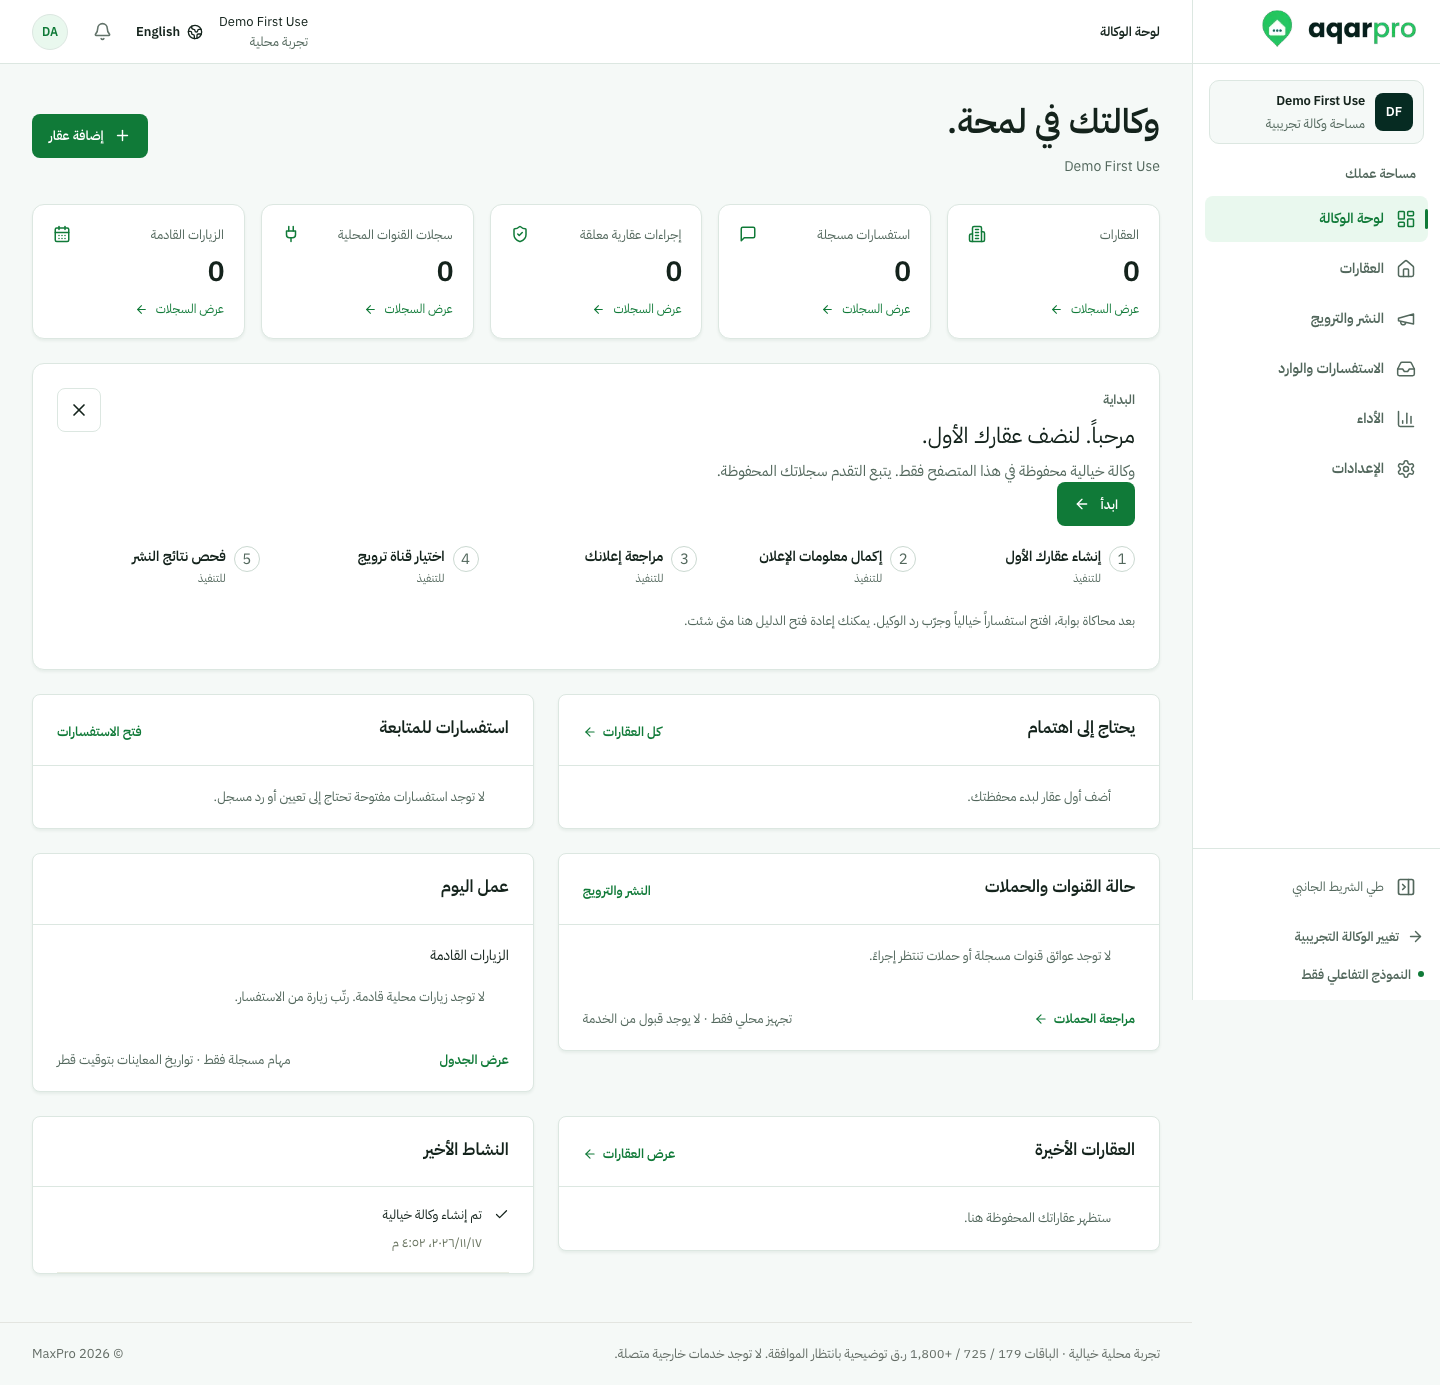 aqarpro
DF
Demo First Use
مساحة وكالة تجريبية
مساحة عملك
لوحة الوكالة
العقارات
النشر والترويج
الاستفسارات والوارد
الأداء
الإعدادات
طي الشريط الجانبي
تغيير الوكالة التجريبية
النموذج التفاعلي فقط
لوحة الوكالة
Demo First Use
تجربة محلية
English
DA
وكالتك في لمحة.
Demo First Use
إضافة عقار
العقارات
0
عرض السجلات
استفسارات مسجلة
0
عرض السجلات
إجراءات عقارية معلقة
0
عرض السجلات
سجلات القنوات المحلية
0
عرض السجلات
الزيارات القادمة
0
عرض السجلات
البداية
مرحباً. لنضف عقارك الأول.
وكالة خيالية محفوظة في هذا المتصفح فقط. يتبع التقدم سجلاتك المحفوظة.
ابدأ
1 إنشاء عقارك الأول
للتنفيذ
2 إكمال معلومات الإعلان
للتنفيذ
3 مراجعة إعلانك
للتنفيذ
4 اختيار قناة ترويج
للتنفيذ
5 فحص نتائج النشر
للتنفيذ
بعد محاكاة بوابة، افتح استفساراً خيالياً وجرّب رد الوكيل. يمكنك إعادة فتح الدليل هنا متى شئت.
يحتاج إلى اهتمام
كل العقارات
أضف أول عقار لبدء محفظتك.
استفسارات للمتابعة
فتح الاستفسارات
لا توجد استفسارات مفتوحة تحتاج إلى تعيين أو رد مسجل.
حالة القنوات والحملات
النشر والترويج
لا توجد عوائق قنوات مسجلة أو حملات تنتظر إجراءً.
مراجعة الحملات
تجهيز محلي فقط · لا يوجد قبول من الخدمة
عمل اليوم
الزيارات القادمة
لا توجد زيارات محلية قادمة. رتّب زيارة من الاستفسار.
عرض الجدول
مهام مسجلة فقط · تواريخ المعاينات بتوقيت قطر
العقارات الأخيرة
عرض العقارات
ستظهر عقاراتك المحفوظة هنا.
النشاط الأخير
تم إنشاء وكالة خيالية
١٧‏/١١‏/٢٠٢٦، ٤:٥٢ م
تجربة محلية خيالية · الباقات 179 / 725 / +1,800 ر.ق توضيحية بانتظار الموافقة. لا توجد خدمات خارجية متصلة.
© 2026 MaxPro